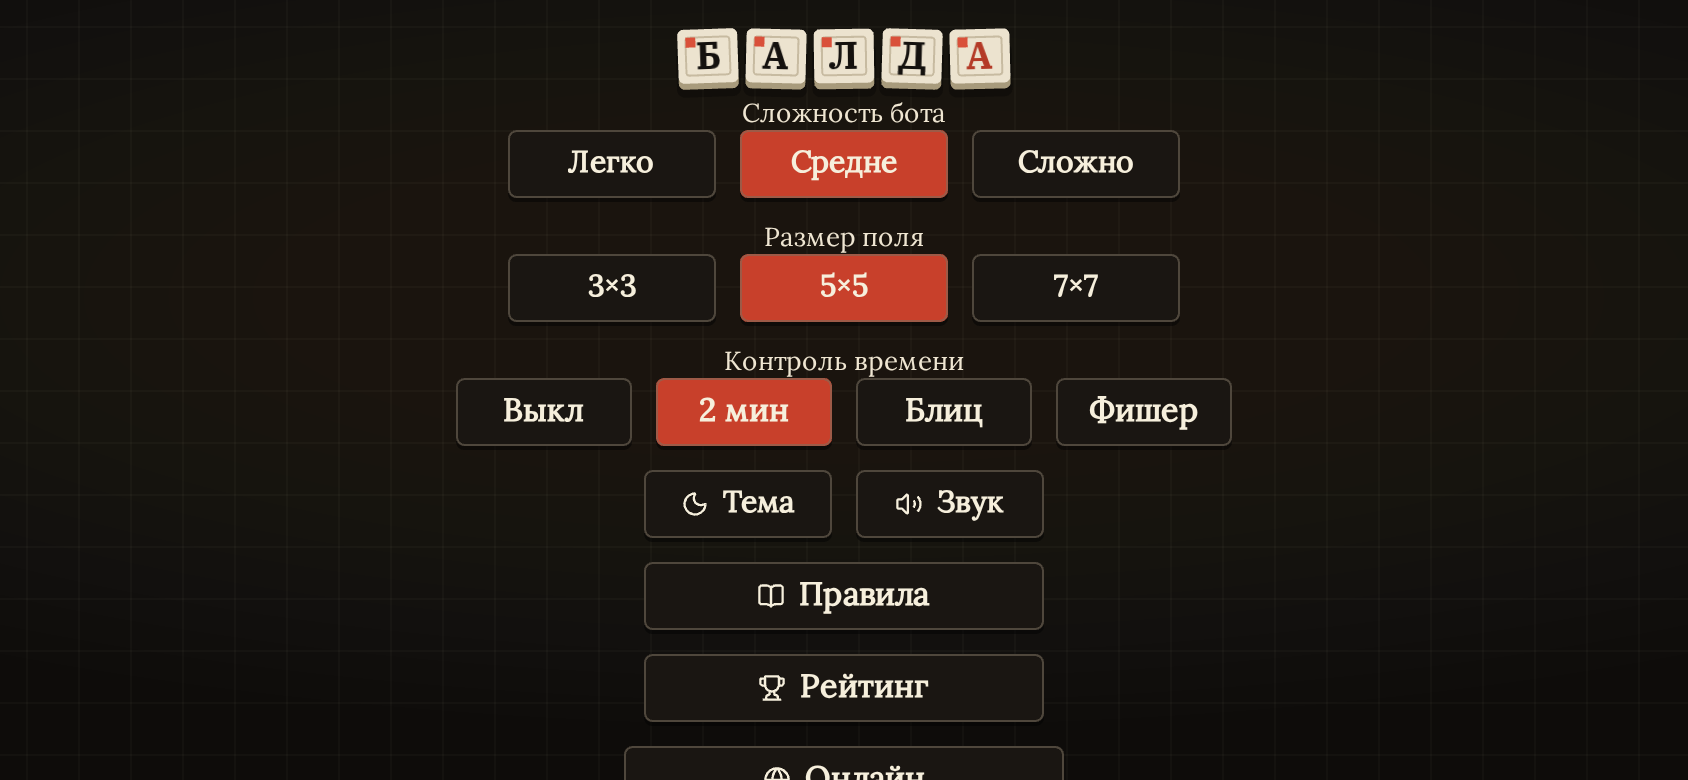 БАЛДА
Сложность бота
Легко Средне Сложно
Размер поля
3×3 5×5 7×7
Контроль времени
Выкл 2 мин Блиц Фишер
Тема Звук
Правила
Рейтинг
Онлайн